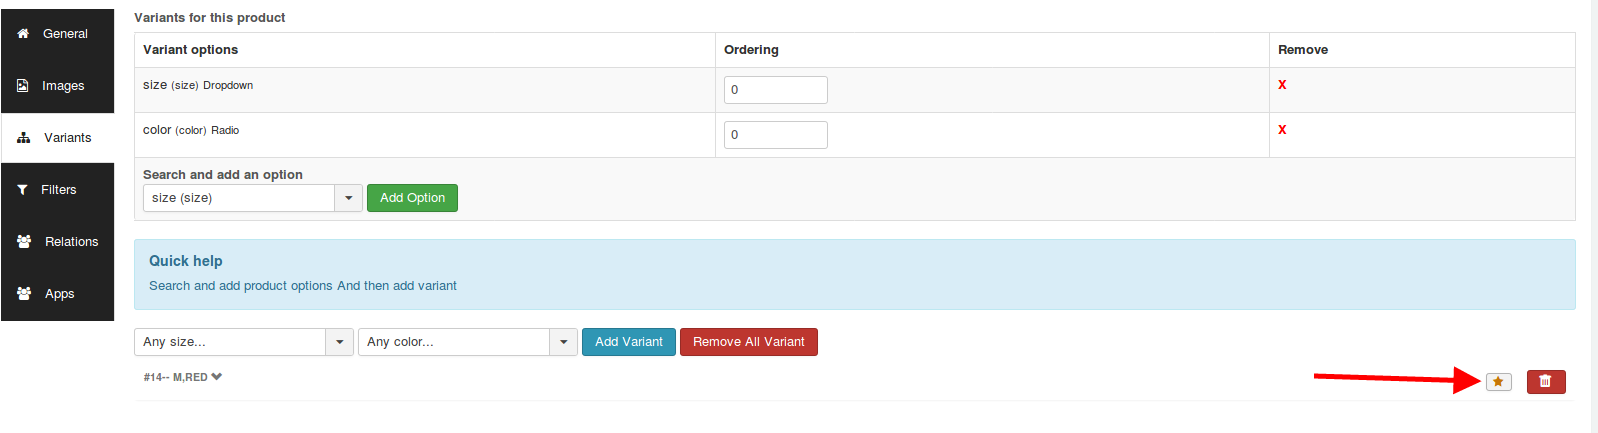 Variants for this product
General
Images
Variants
Filters
Relations
Apps
Variant options Ordering Remove
size (size) Dropdown 0 X
color (color) Radio 0 X
Search and add an option
size (size) Add Option
Quick help
Search and add product options And then add variant
Any size... Any color... Add Variant Remove All Variant
#14-- M,RED